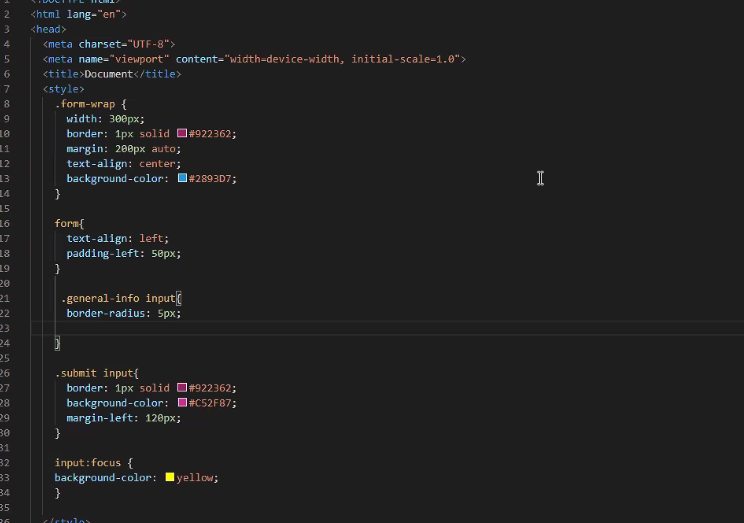 1 <!DOCTYPE html>
2 <html lang="en">
3 <head>
4 <meta charset="UTF-8">
5 <meta name="viewport" content="width=device-width, initial-scale=1.0">
6 <title>Document</title>
7 <style>
8 .form-wrap {
9 width: 300px;
10 border: 1px solid #922362;
11 margin: 200px auto;
12 text-align: center;
13 background-color: #2893D7;
14 }
15
16 form{
17 text-align: left;
18 padding-left: 50px;
19 }
20
21 .general-info input{
22 border-radius: 5px;
23
24 }
25
26 .submit input{
27 border: 1px solid #922362;
28 background-color: #C52F87;
29 margin-left: 120px;
30 }
31
32 input:focus {
33 background-color: yellow;
34 }
35
36 </style>